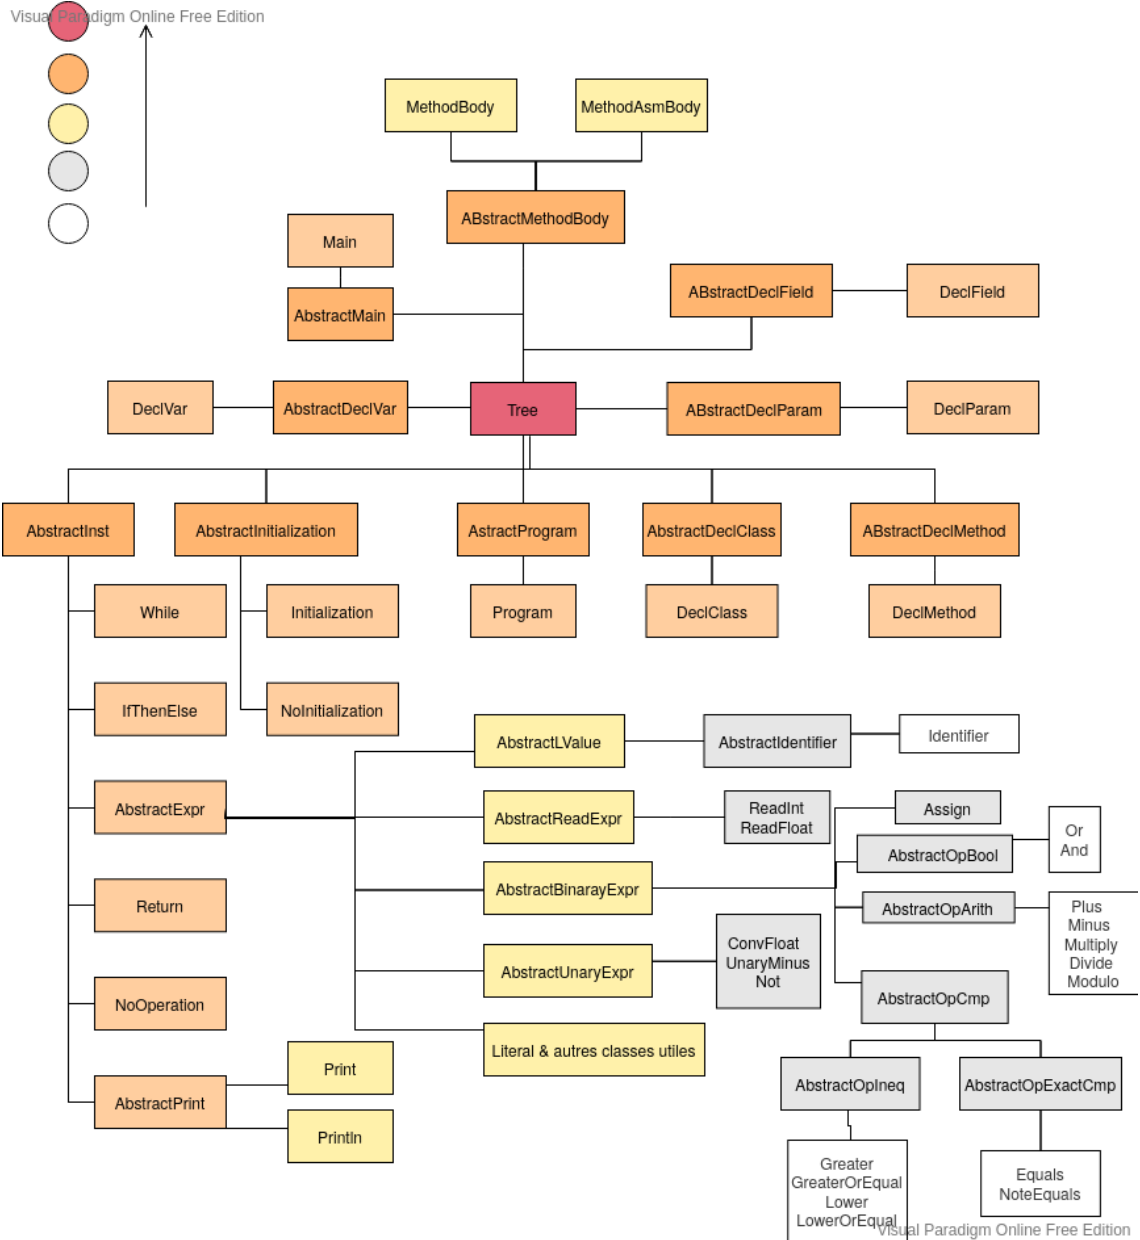 Visual Paradigm Online Free Edition
MethodBody
MethodAsmBody
ABstractMethodBody
Main
AbstractMain
ABstractDeclField
DeclField
DeclVar
AbstractDeclVar
Tree
ABstractDeclParam
DeclParam
AbstractInst
AbstractInitialization
AstractProgram
AbstractDeclClass
ABstractDeclMethod
While
Initialization
Program
DeclClass
DeclMethod
IfThenElse
NoInitialization
AbstractLValue
AbstractIdentifier
Identifier
AbstractExpr
AbstractReadExpr
ReadInt
ReadFloat
Assign
Or
And
AbstractOpBool
AbstractBinarayExpr
Return
AbstractOpArith
Plus
Minus
Multiply
Divide
Modulo
AbstractUnaryExpr
ConvFloat
UnaryMinus
Not
NoOperation
AbstractOpCmp
Literal & autres classes utiles
Print
AbstractPrint
Println
AbstractOpIneq
AbstractOpExactCmp
Greater
GreaterOrEqual
Lower
LowerOrEqual
Equals
NoteEquals
Visual Paradigm Online Free Edition